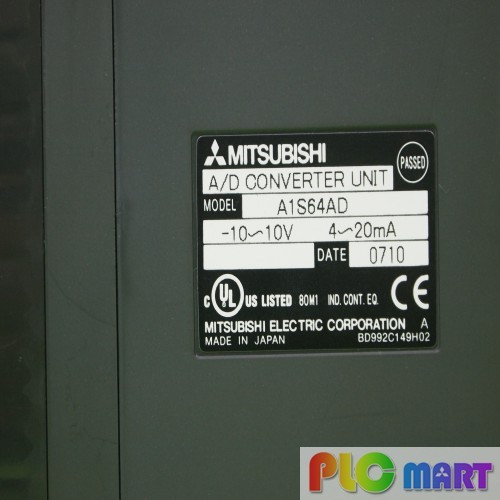 MITSUBISHI PASSED
A/D CONVERTER UNIT
MODEL A1S64AD
-10~10V 4~20mA
DATE 0710
C UL US LISTED 80M1 IND. CONT. EQ. CE
MITSUBISHI ELECTRIC CORPORATION A
MADE IN JAPAN BD992C149H02
PLC MART